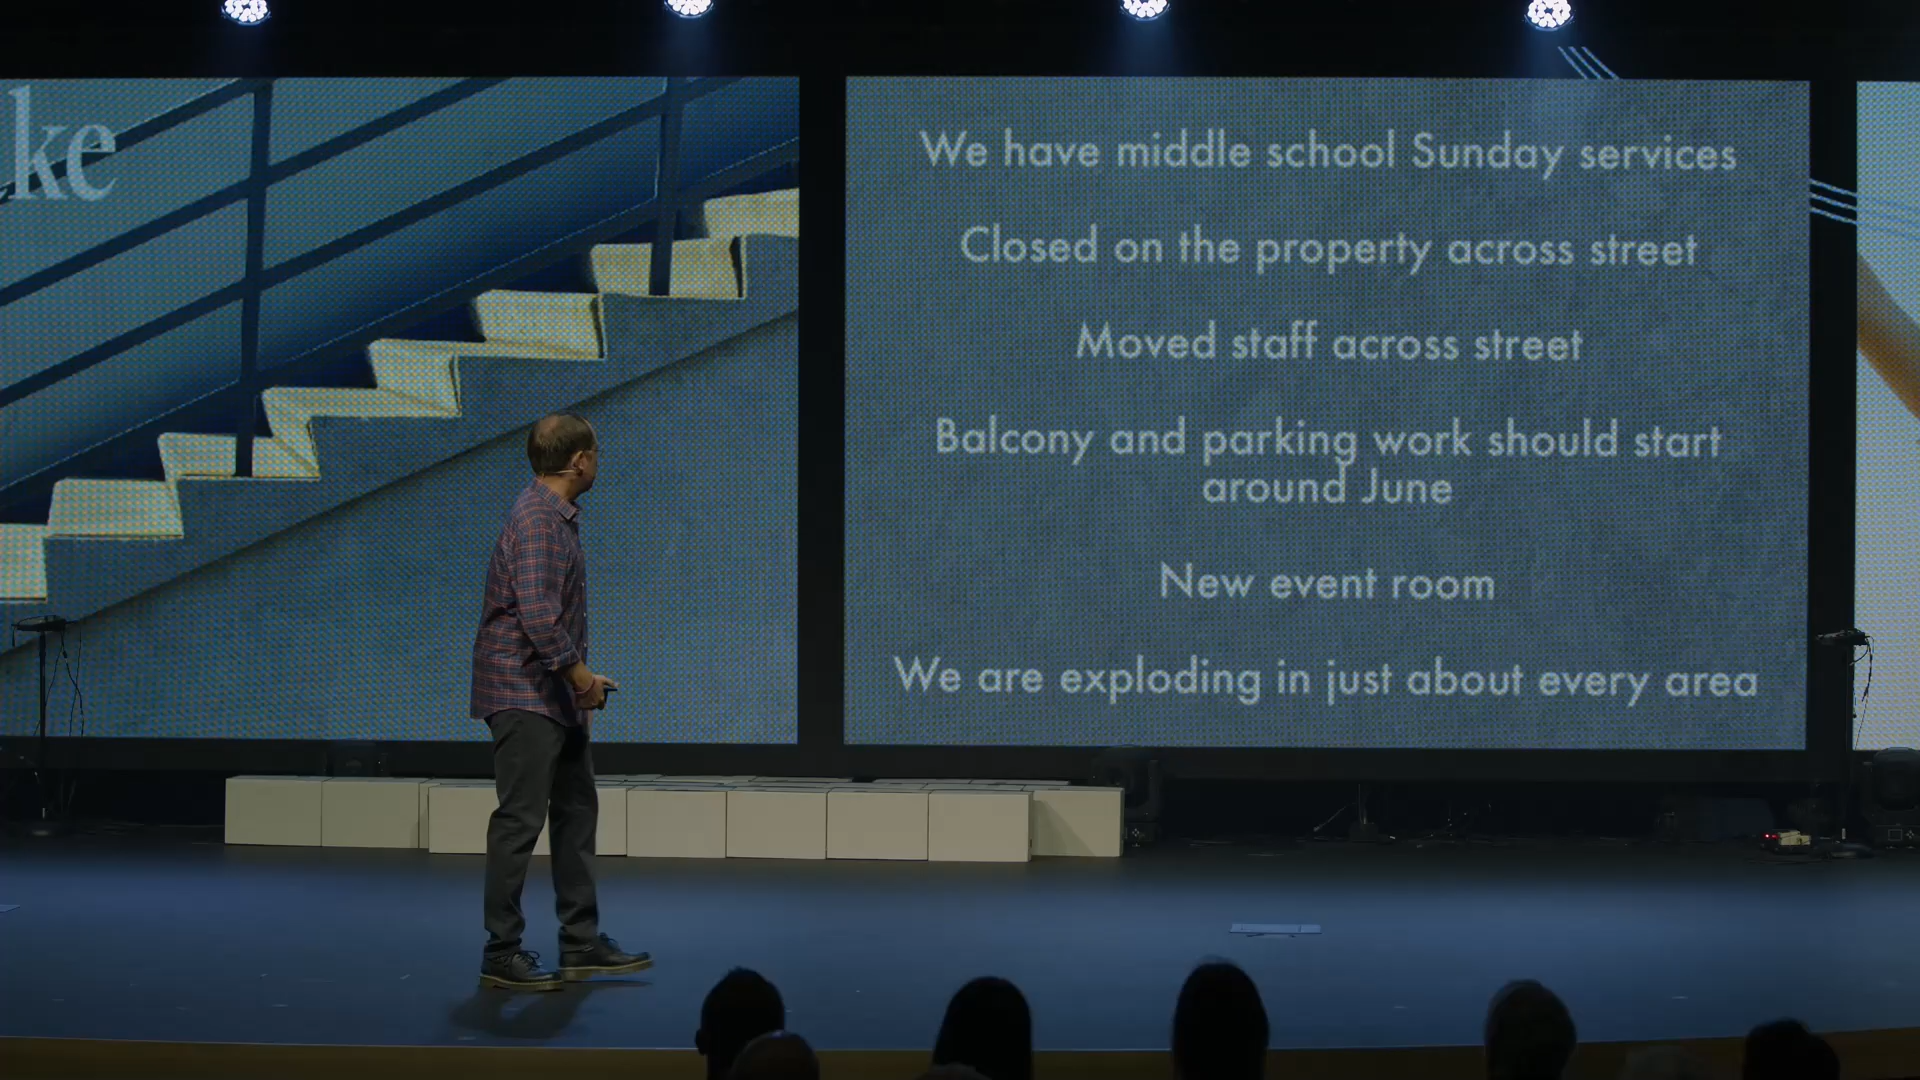 ke
We have middle school Sunday services
Closed on the property across street
Moved staff across street
Balcony and parking work should start
around June
New event room
We are exploding in just about every area